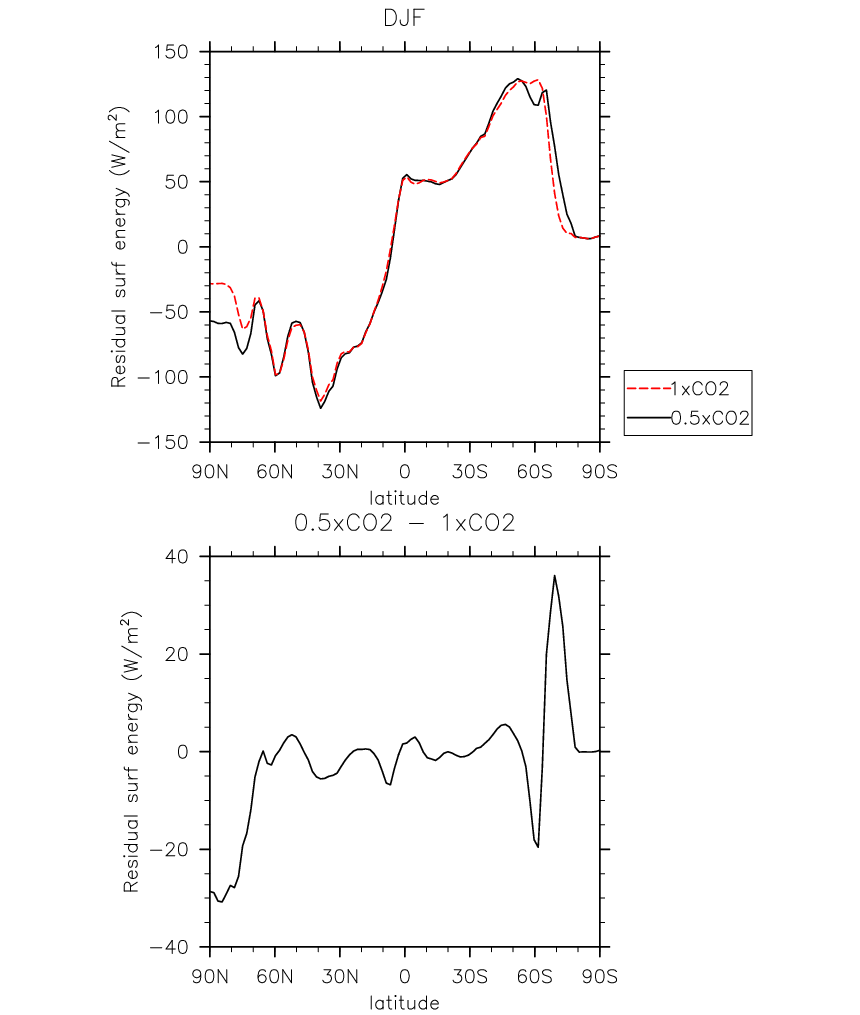 DJF
Residual surf energy (W/m²)
150
100
50
0
−50
−100
−150
90N 60N 30N 0 30S 60S 90S
latitude
1xCO2
0.5xCO2
0.5xCO2 − 1xCO2
Residual surf energy (W/m²)
40
20
0
−20
−40
90N 60N 30N 0 30S 60S 90S
latitude